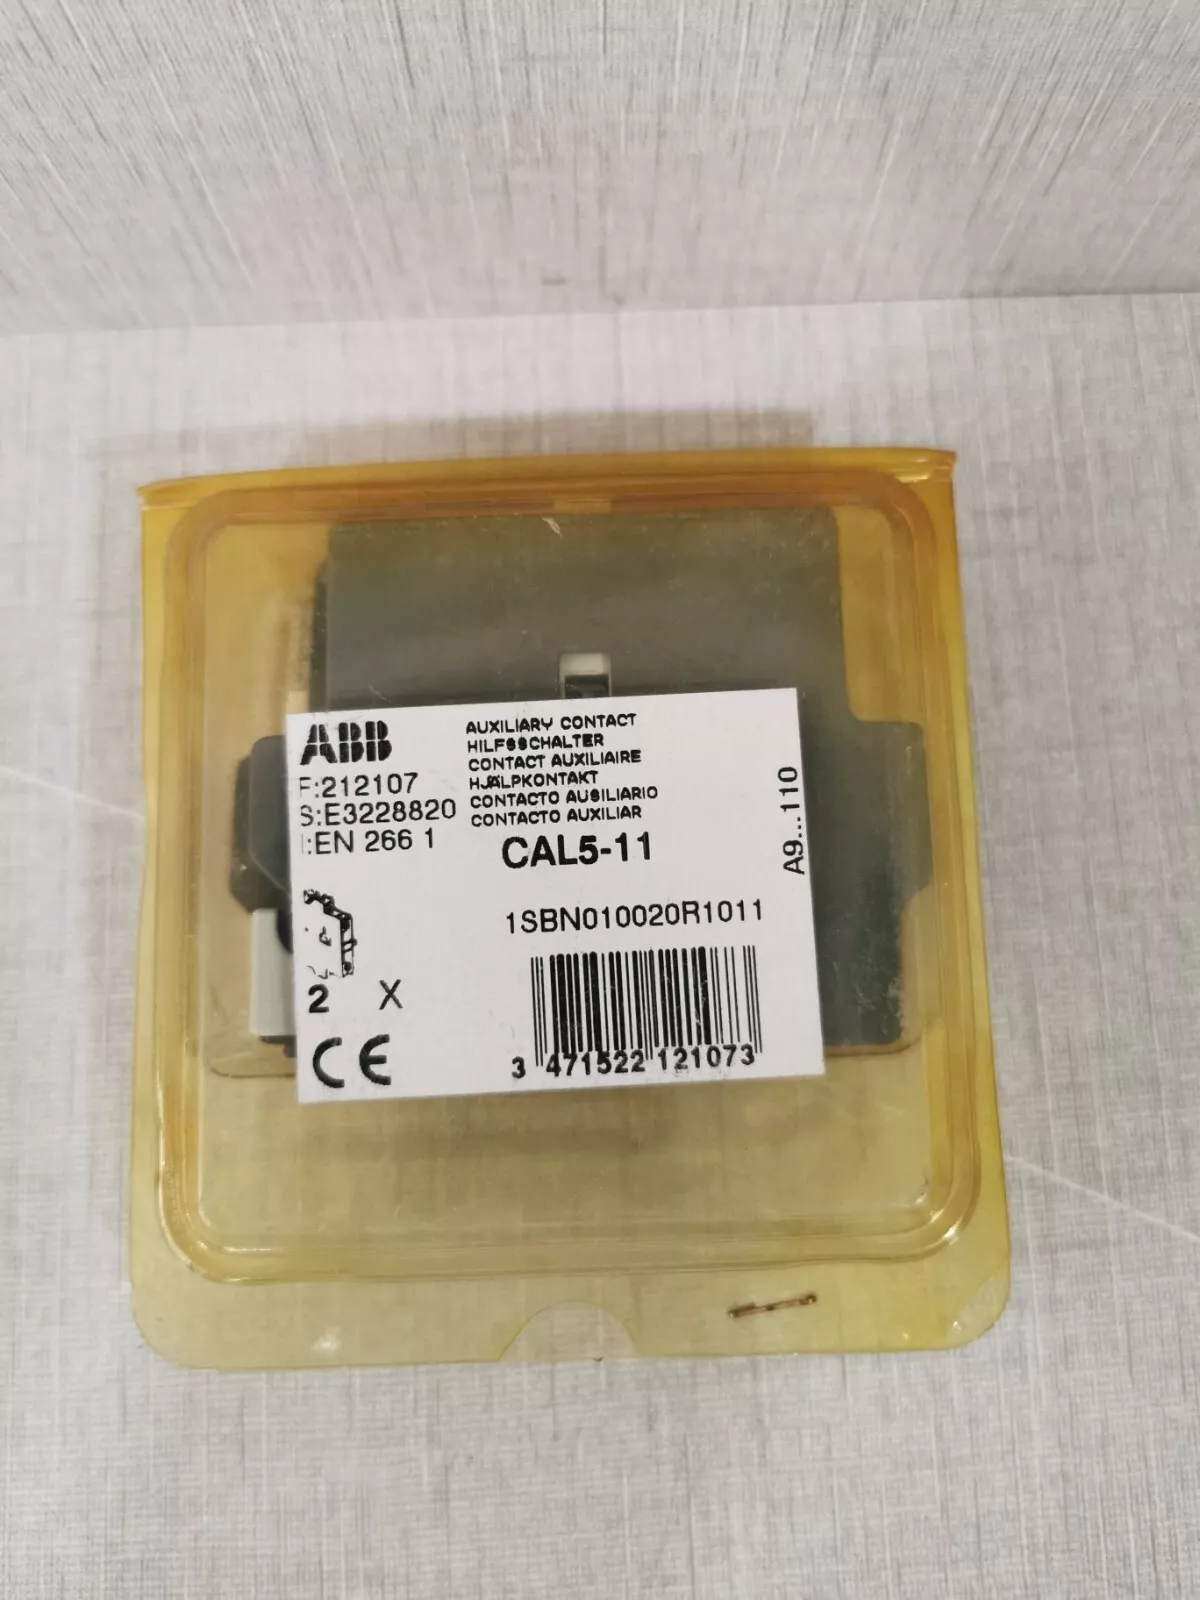 ABB
F:212107
S:E3228820
I:EN 266 1
AUXILIARY CONTACT
HILFSSCHALTER
CONTACT AUXILIAIRE
HJÄLPKONTAKT
CONTACTO AUSILIARIO
CONTACTO AUXILIAR
CAL5-11
A9...110
1SBN010020R1011
2 X
CE
3 471522 121073